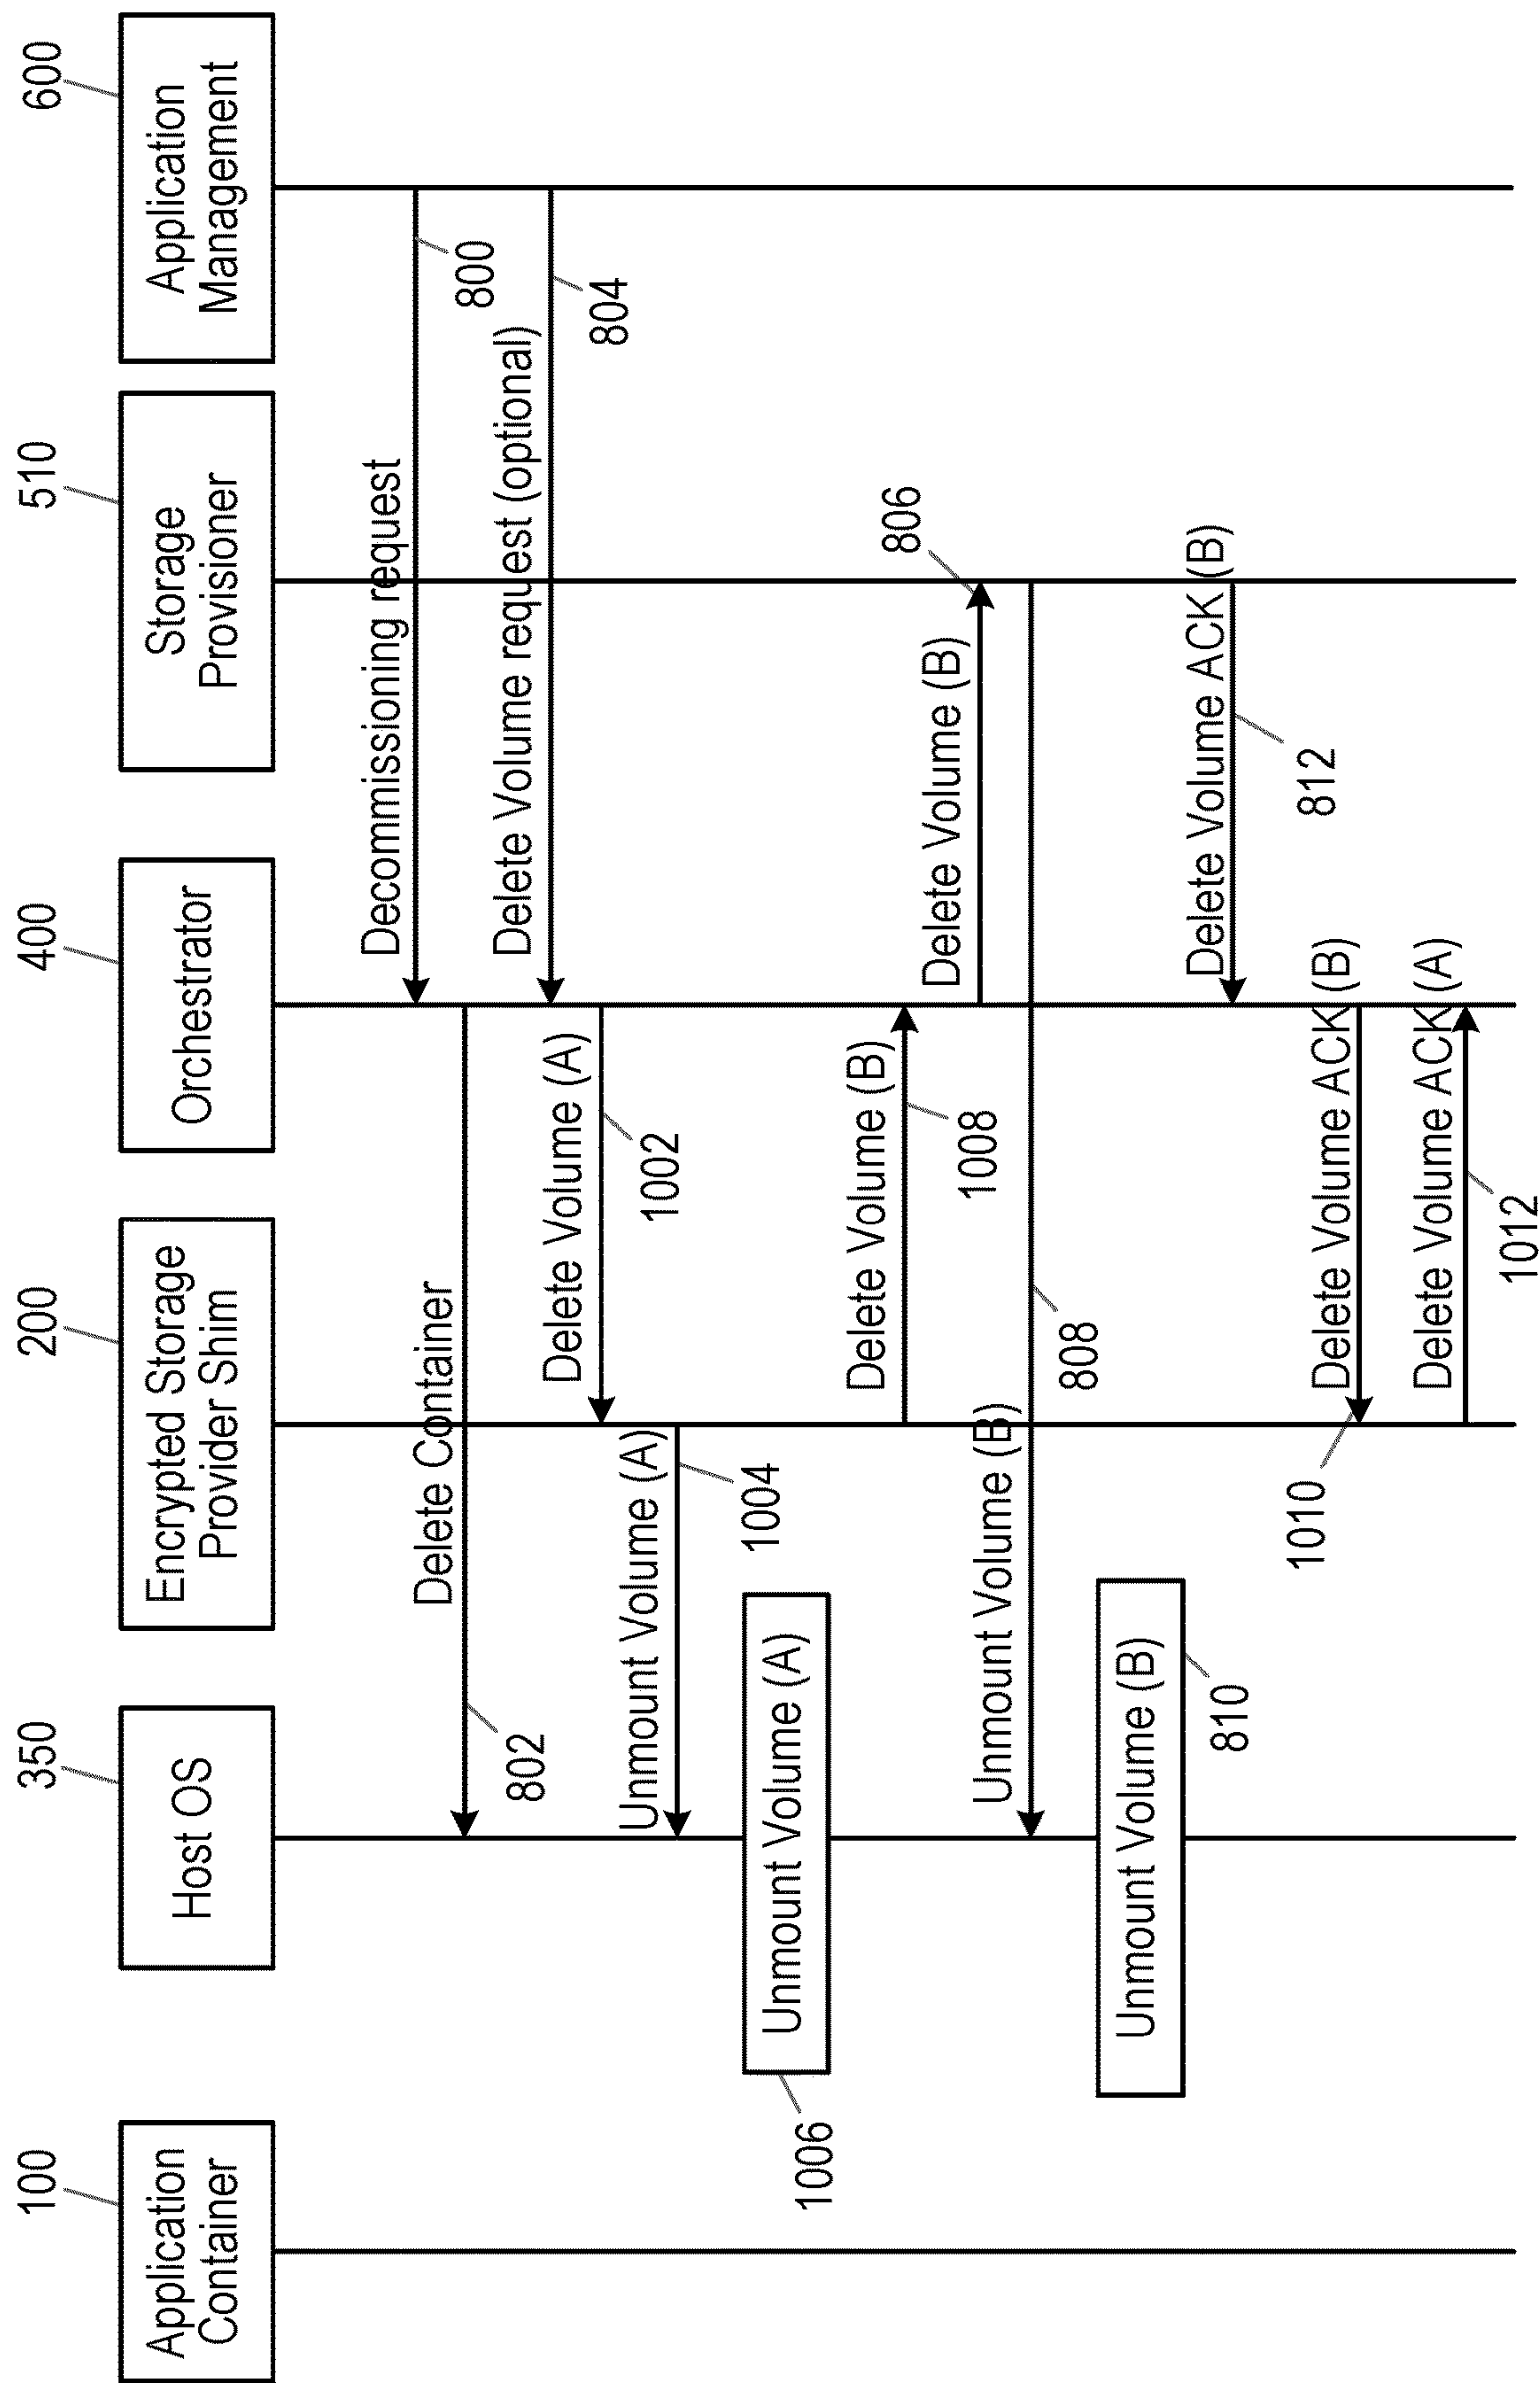 100
Application
Container
350
Host OS
200
Encrypted Storage
Provider Shim
400
Orchestrator
510
Storage
Provisioner
600
Application
Management
Decomissioning request
800
Delete Container
802
Delete Volume request (optional)
804
Delete Volume (A)
1002
Unmount Volume (A)
1004
Unmount Volume (A)
1006
Delete Volume (B)
1008
Delete Volume (B)
806
Unmount Volume (B)
808
Unmount Volume (B)
810
Delete Volume ACK (B)
812
Delete Volume ACK (B)
1010
Delete Volume ACK (A)
1012